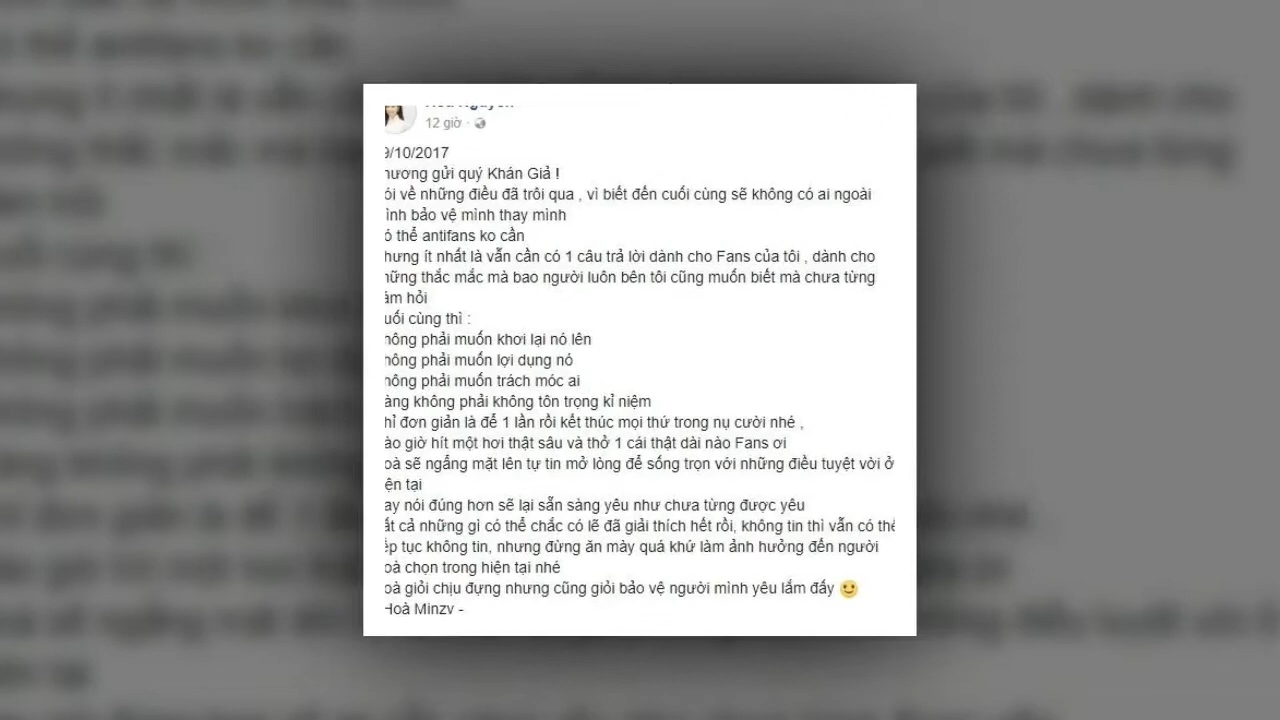 12 giờ
9/10/2017
hương gửi quý Khán Giả !
ói về những điều đã trôi qua , vì biết đến cuối cùng sẽ không có ai ngoài
ình bảo vệ mình thay mình
ó thể antifans ko cần
hưng ít nhất là vẫn cần có 1 câu trả lời dành cho Fans của tôi , dành cho
hững thắc mắc mà bao người luôn bên tôi cũng muốn biết mà chưa từng
ám hỏi
uối cùng thì :
hông phải muốn khơi lại nó lên
hông phải muốn lợi dụng nó
hông phải muốn trách móc ai
àng không phải không tôn trọng kỉ niệm
hỉ đơn giản là để 1 lần rồi kết thúc mọi thứ trong nụ cười nhé ,
ào giờ hít một hơi thật sâu và thở 1 cái thật dài nào Fans ơi
oà sẽ ngẩng mặt lên tự tin mở lòng để sống trọn với những điều tuyệt vời ở
ện tại
ay nói đúng hơn sẽ lại sẵn sàng yêu như chưa từng được yêu
ất cả những gì có thể chắc có lẽ đã giải thích hết rồi, không tin thì vẫn có thể
ếp tục không tin, nhưng đừng ăn mày quá khứ làm ảnh hưởng đến người
oà chọn trong hiện tại nhé
oà giỏi chịu đựng nhưng cũng giỏi bảo vệ người mình yêu lắm đấy 🙂
Hoà Minzy -